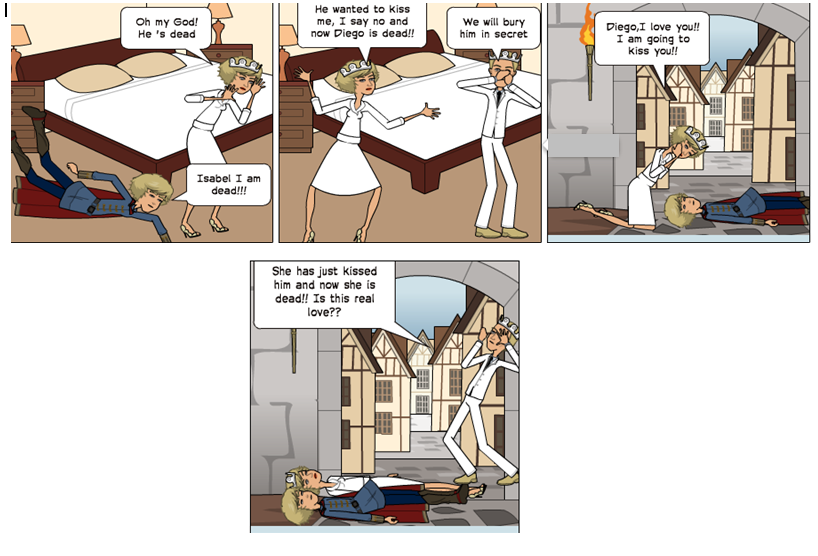 Oh my God!
He 's dead
Isabel I am
dead!!!
He wanted to kiss
me, I say no and
now Diego is dead!!
We will bury
him in secret
Diego,I love you!!
I am going to
kiss you!!
She has just kissed
him and now she is
dead!! Is this real
love??